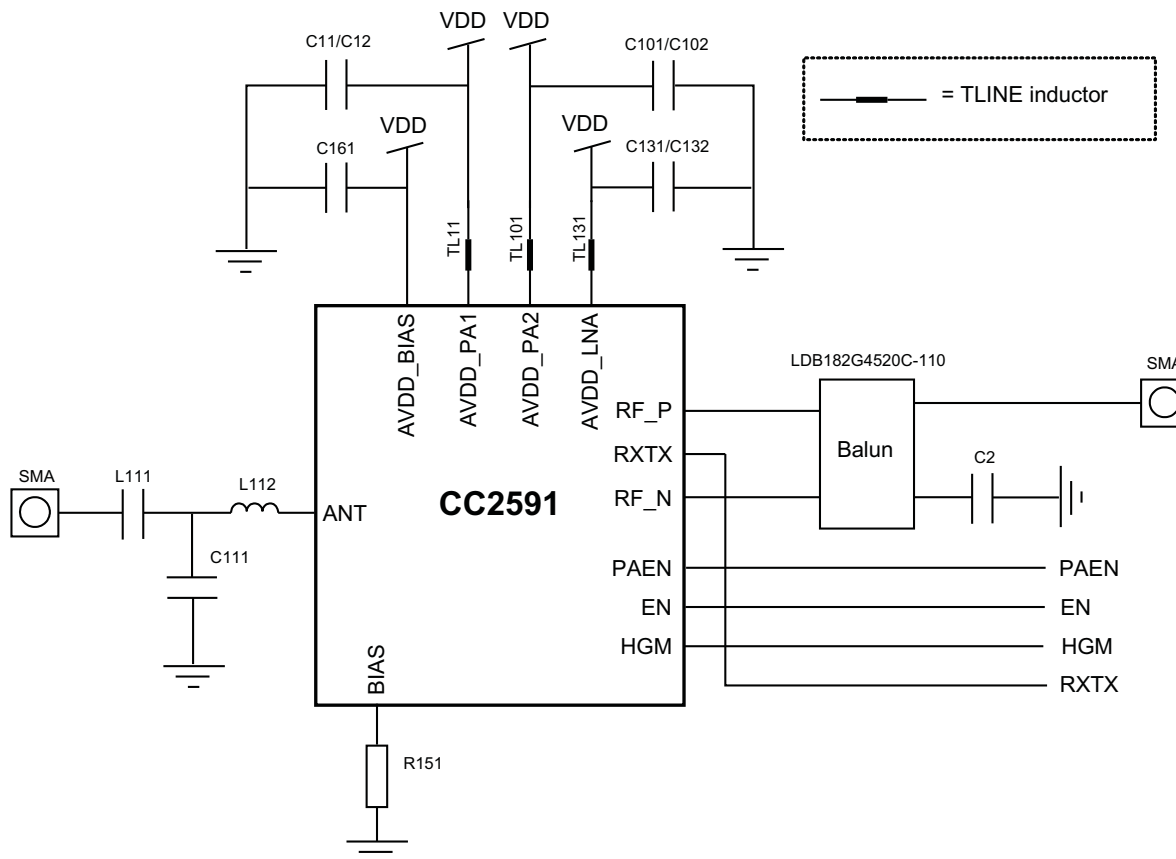 VDD
VDD
C11/C12
C101/C102
= TLINE inductor
VDD
VDD
C161
C131/C132
TL11
TL101
TL131
AVDD_BIAS
AVDD_PA1
AVDD_PA2
AVDD_LNA
LDB182G4520C-110
SMA
RF_P
RXTX
Balun
C2
SMA
L111
L112
ANT
CC2591
RF_N
C111
PAEN
PAEN
EN
EN
HGM
HGM
BIAS
RXTX
R151